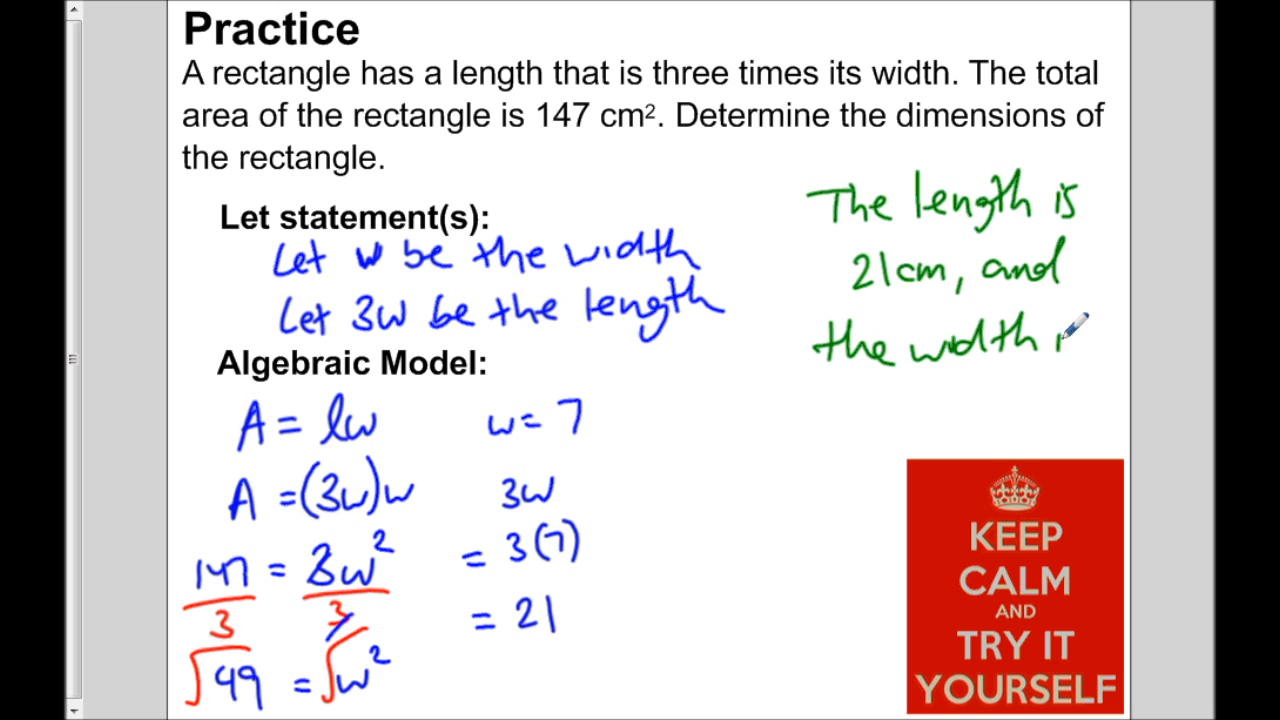 Practice
A rectangle has a length that is three times its width. The total
area of the rectangle is 147 cm². Determine the dimensions of
the rectangle.
Let statement(s):
Let w be the width
Let 3w be the length
Algebraic Model:
A = lw
A = (3w)w
147 = 3w²
3 3
√49 = √w²
w = 7
3w
= 3(7)
= 21
The length is
21cm, and
the width i
KEEP
CALM
AND
TRY IT
YOURSELF